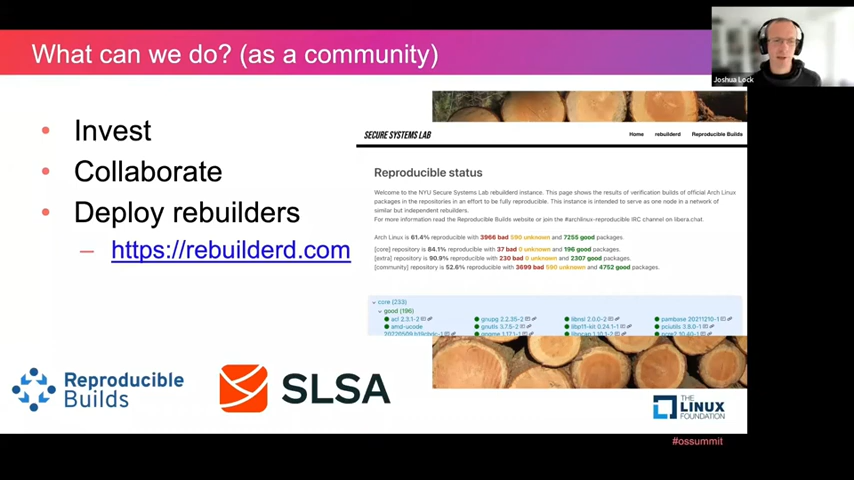 What can we do? (as a community)
Joshua Lock
• Invest
• Collaborate
• Deploy rebuilders
– https://rebuilderd.com
SECURE SYSTEMS LAB
Home rebuilderd Reproducible Builds
Reproducible status
Welcome to the NYU Secure Systems Lab rebuilderd instance. This page shows the results of verification builds of official Arch Linux
packages in the repositories in an effort to be fully reproducible. This instance is intended to serve as one node in a network of
similar but independent rebuilders.
For more information read the Reproducible Builds website or join the #archlinux-reproducible IRC channel on libera.chat.
Arch Linux is 61.4% reproducible with 3966 bad 590 unknown and 7255 good packages.
[core] repository is 84.1% reproducible with 37 bad 0 unknown and 196 good packages.
[extra] repository is 90.9% reproducible with 230 bad 0 unknown and 2307 good packages.
[community] repository is 52.6% reproducible with 3699 bad 590 unknown and 4752 good packages.
core (233)
good (196)
acl 2.3.1-2 gnupg 2.2.35-2 libnsl 2.0.0-2 pambase 20211210-1
amd-ucode gnutls 3.7.5-2 libp11-kit 0.24.1-1 pciutils 3.8.0-1
Reproducible
Builds
SLSA
THE
LINUX
FOUNDATION
#ossummit